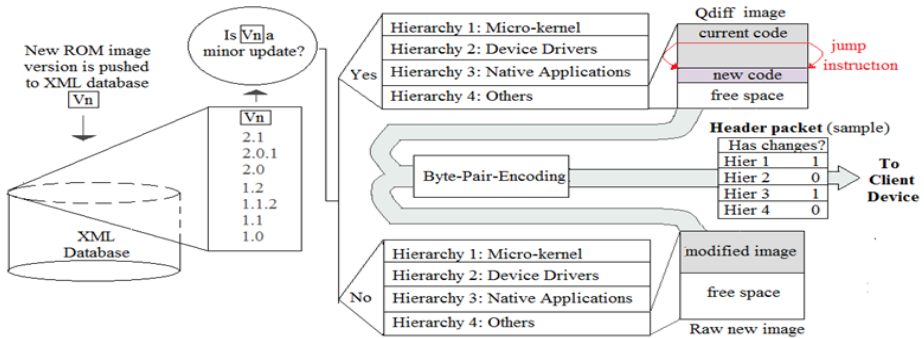 New ROM image
version is pushed
to XML database
Vn
XML
Database
Vn
2.1
2.0.1
2.0
1.2
1.1.2
1.1
1.0
Is Vn a
minor update?
Yes
Hierarchy 1: Micro-kernel
Hierarchy 2: Device Drivers
Hierarchy 3: Native Applications
Hierarchy 4: Others
Qdiff image
current code
new code
free space
jump
instruction
Byte-Pair-Encoding
Header packet (sample)
Has changes?
Hier 1 1
Hier 2 0
Hier 3 1
Hier 4 0
To
Client
Device
No
Hierarchy 1: Micro-kernel
Hierarchy 2: Device Drivers
Hierarchy 3: Native Applications
Hierarchy 4: Others
modified image
free space
Raw new image